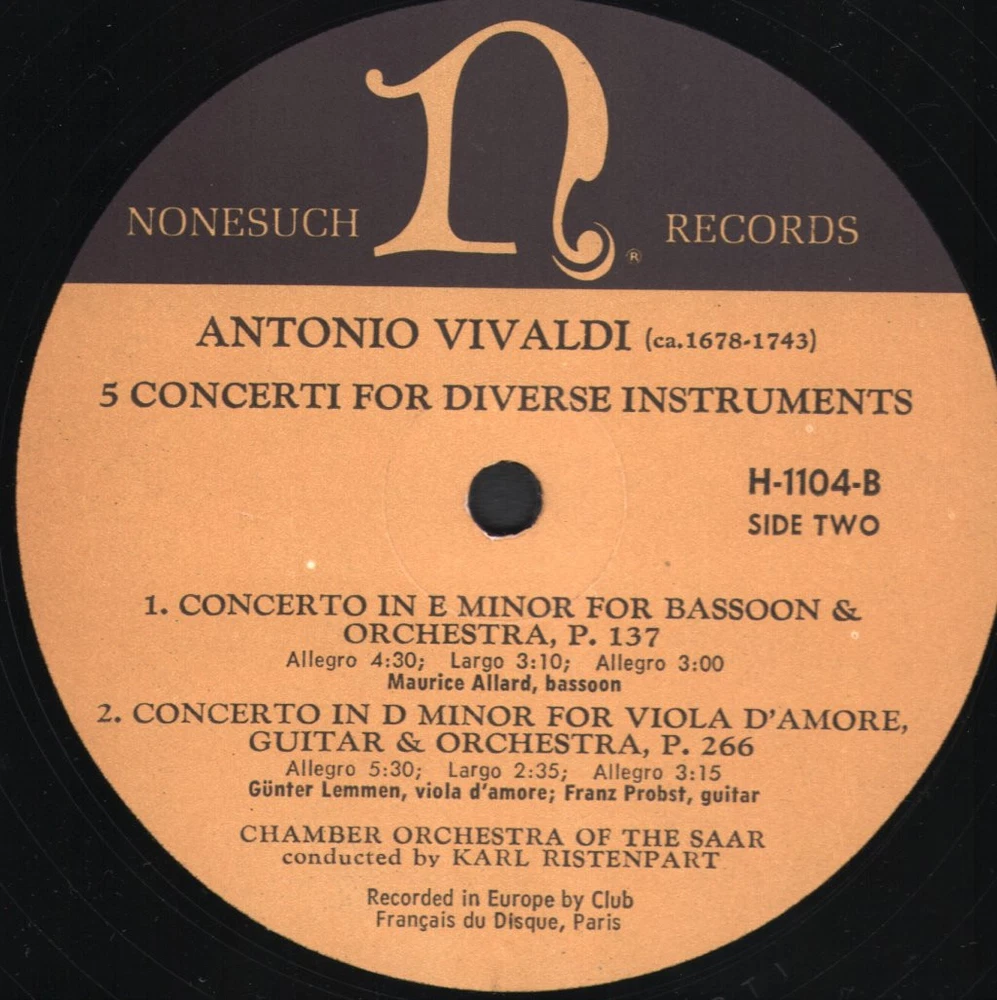 n
NONESUCH RECORDS
®
ANTONIO VIVALDI (ca.1678-1743)
5 CONCERTI FOR DIVERSE INSTRUMENTS
H-1104-B
SIDE TWO
1. CONCERTO IN E MINOR FOR BASSOON &
ORCHESTRA, P. 137
Allegro 4:30; Largo 3:10; Allegro 3:00
Maurice Allard, bassoon
2. CONCERTO IN D MINOR FOR VIOLA D'AMORE,
GUITAR & ORCHESTRA, P. 266
Allegro 5:30; Largo 2:35; Allegro 3:15
Günter Lemmen, viola d'amore; Franz Probst, guitar
CHAMBER ORCHESTRA OF THE SAAR
conducted by KARL RISTENPART
Recorded in Europe by Club
Français du Disque, Paris